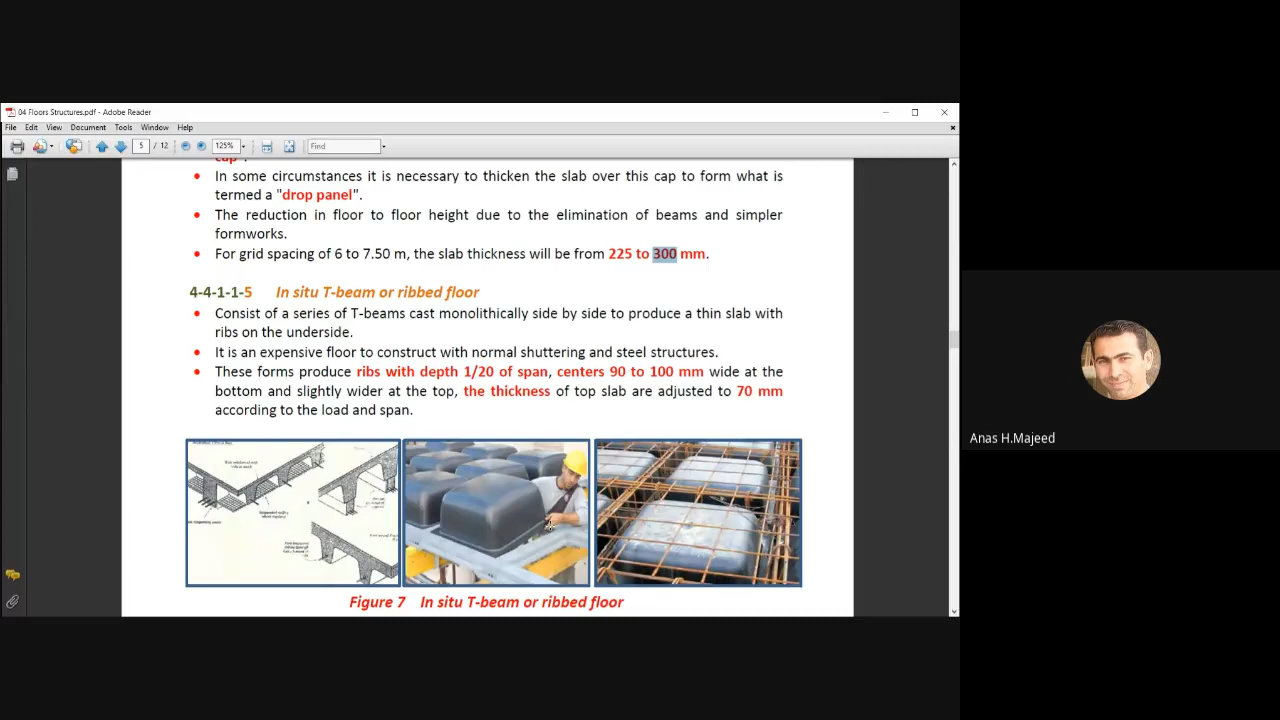 04 Floors Structures.pdf - Adobe Reader
File Edit View Document Tools Window Help
5 / 12 125% Find
cap".
• In some circumstances it is necessary to thicken the slab over this cap to form what is
termed a "drop panel".
• The reduction in floor to floor height due to the elimination of beams and simpler
formworks.
• For grid spacing of 6 to 7.50 m, the slab thickness will be from 225 to 300 mm.
4-4-1-1-5 In situ T-beam or ribbed floor
• Consist of a series of T-beams cast monolithically side by side to produce a thin slab with
ribs on the underside.
• It is an expensive floor to construct with normal shuttering and steel structures.
• These forms produce ribs with depth 1/20 of span, centers 90 to 100 mm wide at the
bottom and slightly wider at the top, the thickness of top slab are adjusted to 70 mm
according to the load and span.
Figure 7 In situ T-beam or ribbed floor
Anas H.Majeed